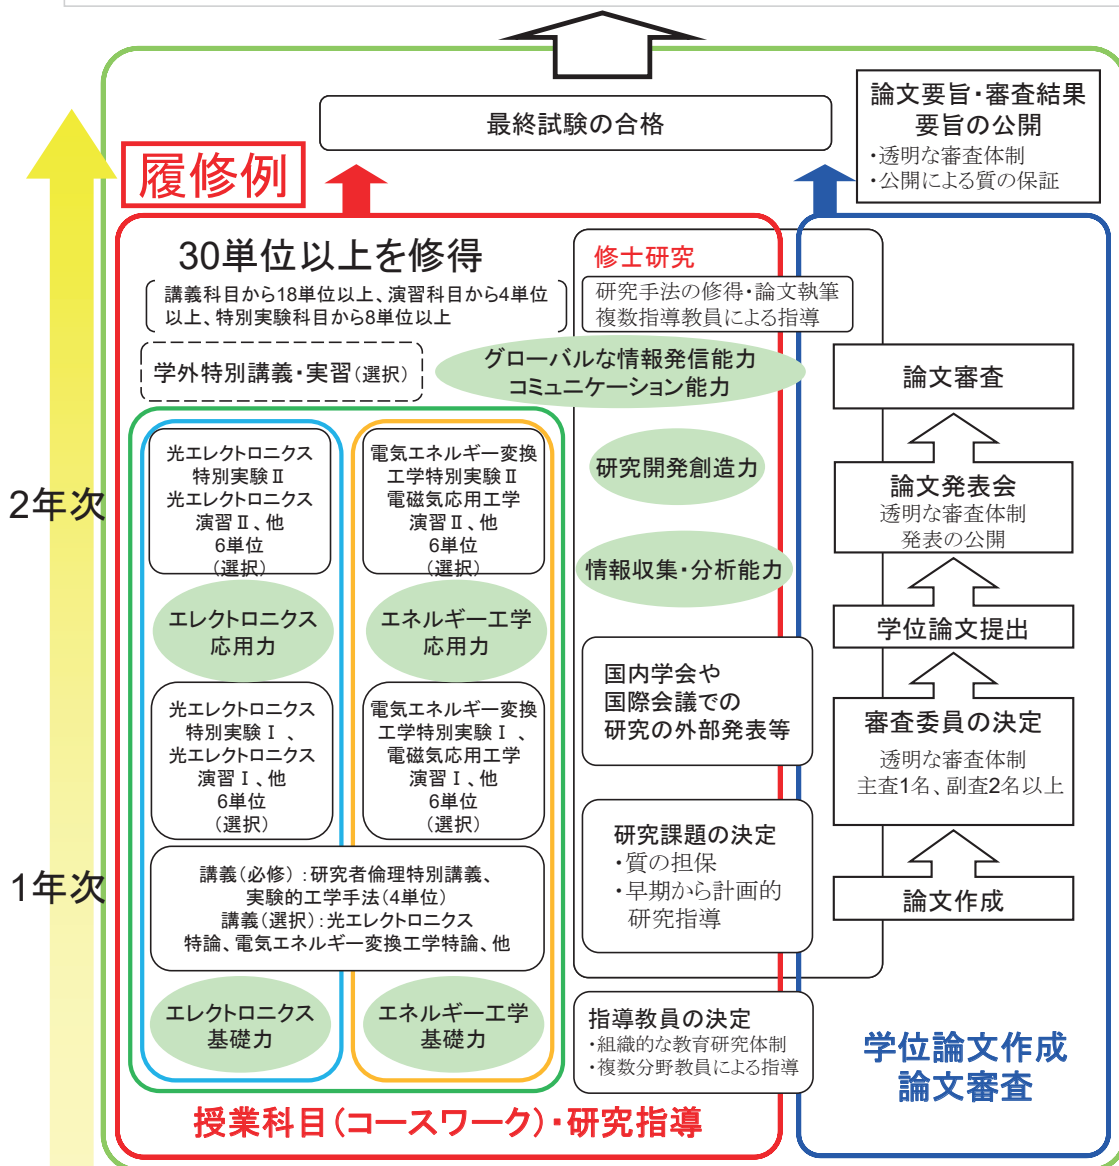 最終試験の合格
論文要旨・審査結果
要旨の公開
・透明な審査体制
・公開による質の保証
履修例
30単位以上を修得
講義科目から18単位以上、演習科目から4単位
以上、特別実験科目から8単位以上
学外特別講義・実習(選択)
修士研究
研究手法の修得・論文執筆
複数指導教員による指導
グローバルな情報発信能力
コミュニケーション能力
2年次
光エレクトロニクス
特別実験Ⅱ
光エレクトロニクス
演習Ⅱ、他
6単位
(選択)
電気エネルギー変換
工学特別実験Ⅱ
電磁気応用工学
演習Ⅱ、他
6単位
(選択)
研究開発創造力
情報収集・分析能力
エレクトロニクス
応用力
エネルギー工学
応用力
光エレクトロニクス
特別実験Ⅰ、
光エレクトロニクス
演習Ⅰ、他
6単位
(選択)
電気エネルギー変換
工学特別実験Ⅰ、
電磁気応用工学
演習Ⅰ、他
6単位
(選択)
国内学会や
国際会議での
研究の外部発表等
1年次
講義(必修):研究者倫理特別講義、
実験的工学手法(4単位)
講義(選択):光エレクトロニクス
特論、電気エネルギー変換工学特論、他
研究課題の決定
・質の担保
・早期から計画的
研究指導
エレクトロニクス
基礎力
エネルギー工学
基礎力
指導教員の決定
・組織的な教育研究体制
・複数分野教員による指導
授業科目(コースワーク)・研究指導
論文審査
論文発表会
透明な審査体制
発表の公開
学位論文提出
審査委員の決定
透明な審査体制
主査1名、副査2名以上
論文作成
学位論文作成
論文審査